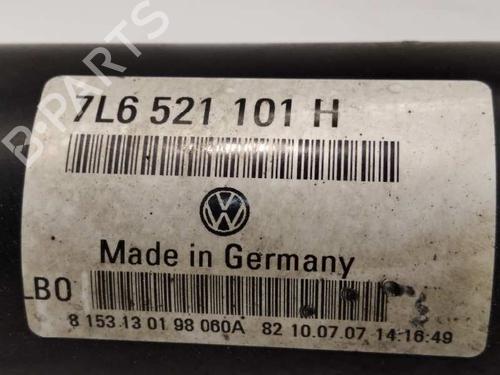 B-PARTS
7L6 521 101 H
Made in Germany
LBO
8 153 13 01 98 060A 82 10.07.07 14:16:49